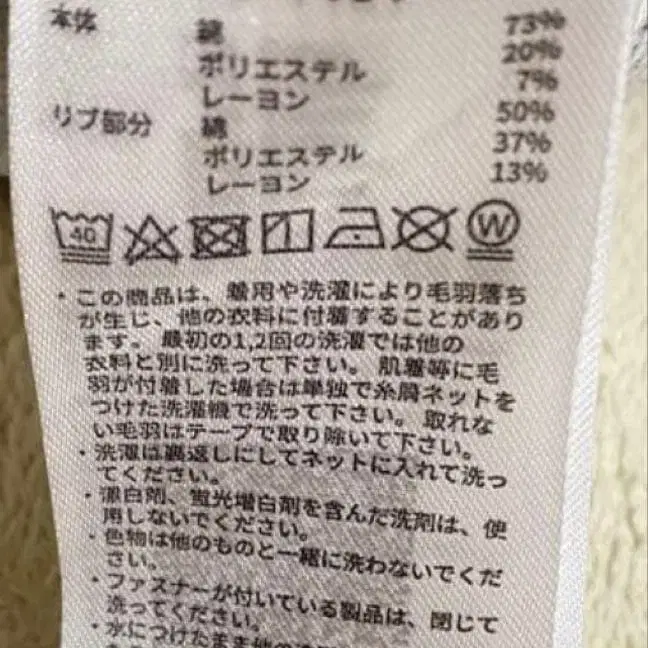 本体 綿 73%
ポリエステル 20%
レーヨン 7%
リブ部分 綿 50%
ポリエステル 37%
レーヨン 13%
40 W
・この商品は、着用や洗濯により毛羽落ち
が生じ、他の衣料に付着することがあり
ます。最初の1,2回の洗濯では他の
衣料と別に洗って下さい。肌着等に毛
羽が付着した場合は単独で糸屑ネットを
つけた洗濯機で洗って下さい。取れな
い毛羽はテープで取り除いて下さい。
・洗濯は裏返しにしてネットに入れて洗っ
てください。
・漂白剤、蛍光増白剤を含んだ洗剤は、使
用しないでください。
・色物は他のものと一緒に洗わないでくだ
さい。
・ファスナーが付いている製品は、閉じて
洗ってください。
・水につけたまま他の